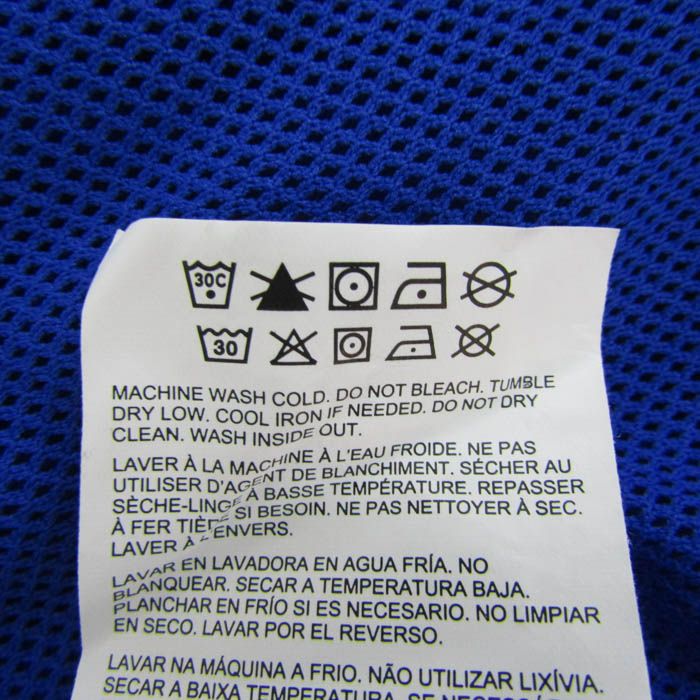 30C
30
MACHINE WASH COLD. DO NOT BLEACH. TUMBLE
DRY LOW. COOL IRON IF NEEDED. DO NOT DRY
CLEAN. WASH INSIDE OUT.
LAVER À LA MACHINE À L'EAU FROIDE. NE PAS
UTILISER D'AGENT DE BLANCHIMENT. SÉCHER AU
SÈCHE-LINGE À BASSE TEMPÉRATURE. REPASSER
À FER TIÈDE SI BESOIN. NE PAS NETTOYER À SEC.
LAVER À L'ENVERS.
LAVAR EN LAVADORA EN AGUA FRÍA. NO
BLANQUEAR. SECAR A TEMPERATURA BAJA.
PLANCHAR EN FRÍO SI ES NECESARIO. NO LIMPIAR
EN SECO. LAVAR POR EL REVERSO.
LAVAR NA MÁQUINA A FRIO. NÃO UTILIZAR LIXÍVIA.
SECAR A BAIXA TEMPERATURA. SE NECESSÁRIO